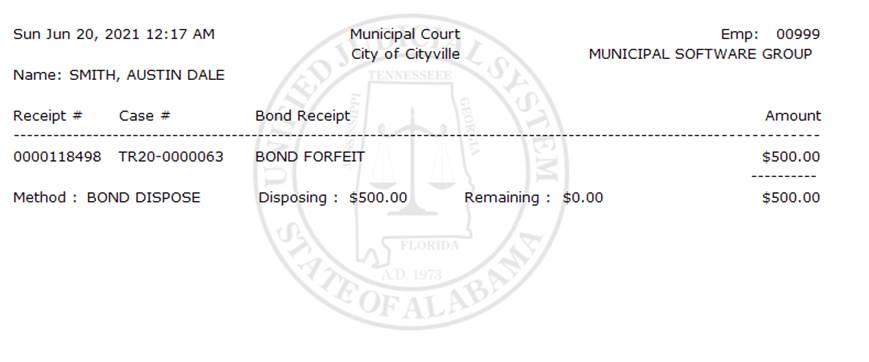 Sun Jun 20, 2021 12:17 AM Municipal Court Emp: 00999
City of Cityville MUNICIPAL SOFTWARE GROUP
Name: SMITH, AUSTIN DALE
Receipt # Case # Bond Receipt Amount
0000118498 TR20-0000063 BOND FORFEIT $500.00
Method : BOND DISPOSE Disposing : $500.00 Remaining : $0.00 $500.00
UNIFIED JUDICIAL SYSTEM
TENNESSEEE
MISSISSIPPI
GEORGIA
FLORIDA
A.D. 1973
STATE OF ALABAMA